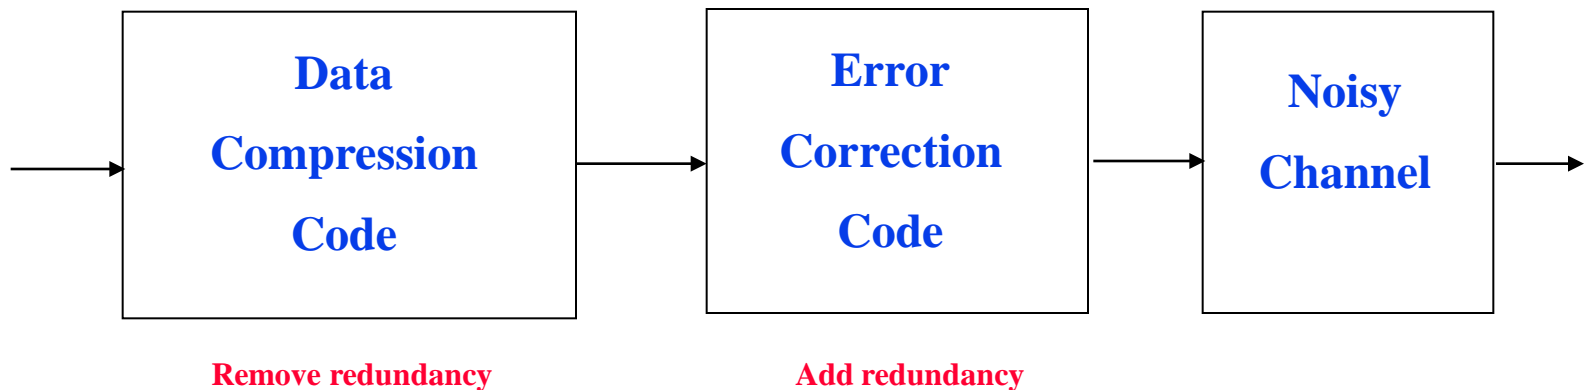 Data
Compression
Code
Error
Correction
Code
Noisy
Channel
Remove redundancy
Add redundancy